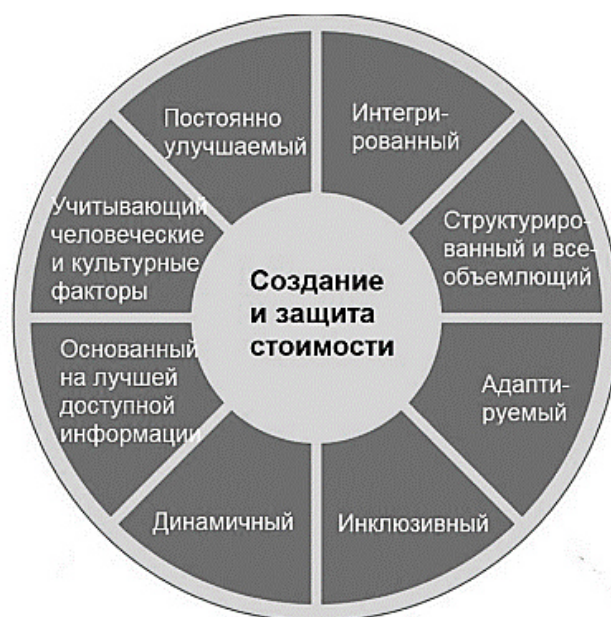 Постоянно
улучшаемый
Интегри-
рованный
Учитывающий
человеческие
и культурные
факторы
Структуриро-
ванный и все-
объемлющий
Создание
и защита
стоимости
Основанный
на лучшей
доступной
информации
Адапти-
руемый
Динамичный
Инклюзивный